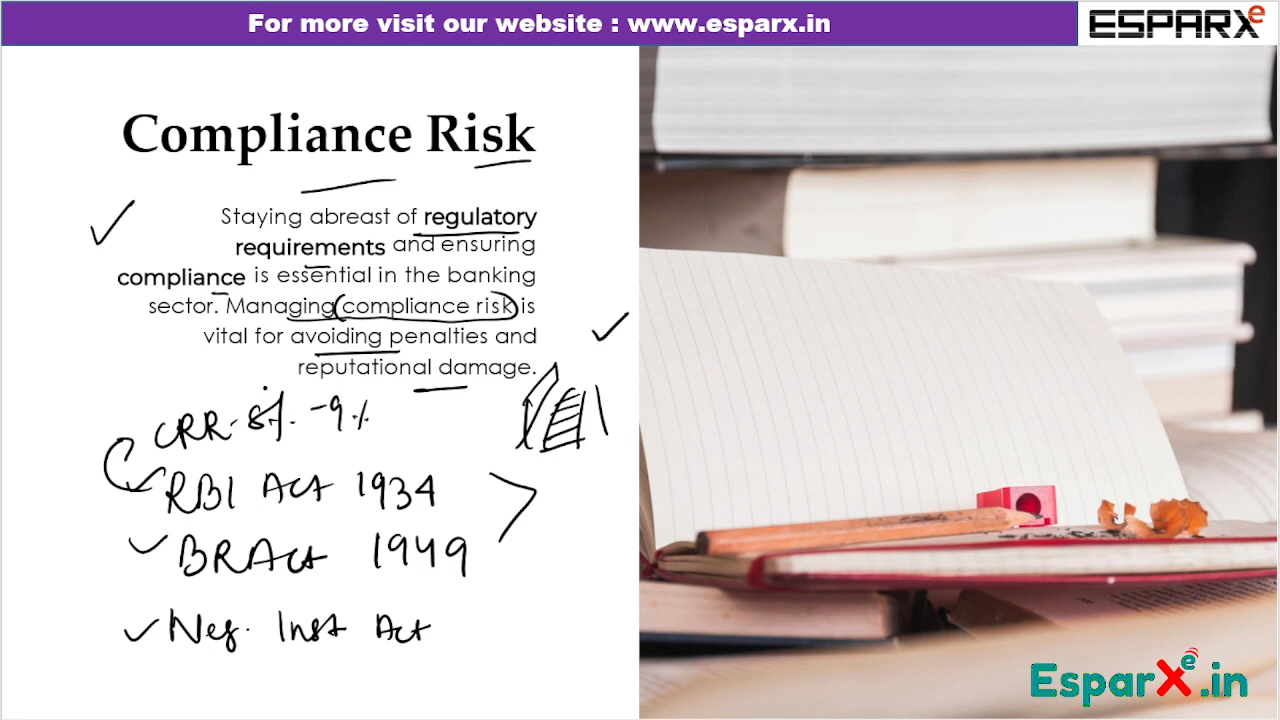 For more visit our website : www.esparx.in
ESPARXe
Compliance Risk
Staying abreast of regulatory
requirements and ensuring
compliance is essential in the banking
sector. Managing (compliance risk) is
vital for avoiding penalties and
reputational damage.
CRR. 8%. - 9%
RBI Act 1934
BR Act 1949
Neg. Inst Act
EsparXe.in